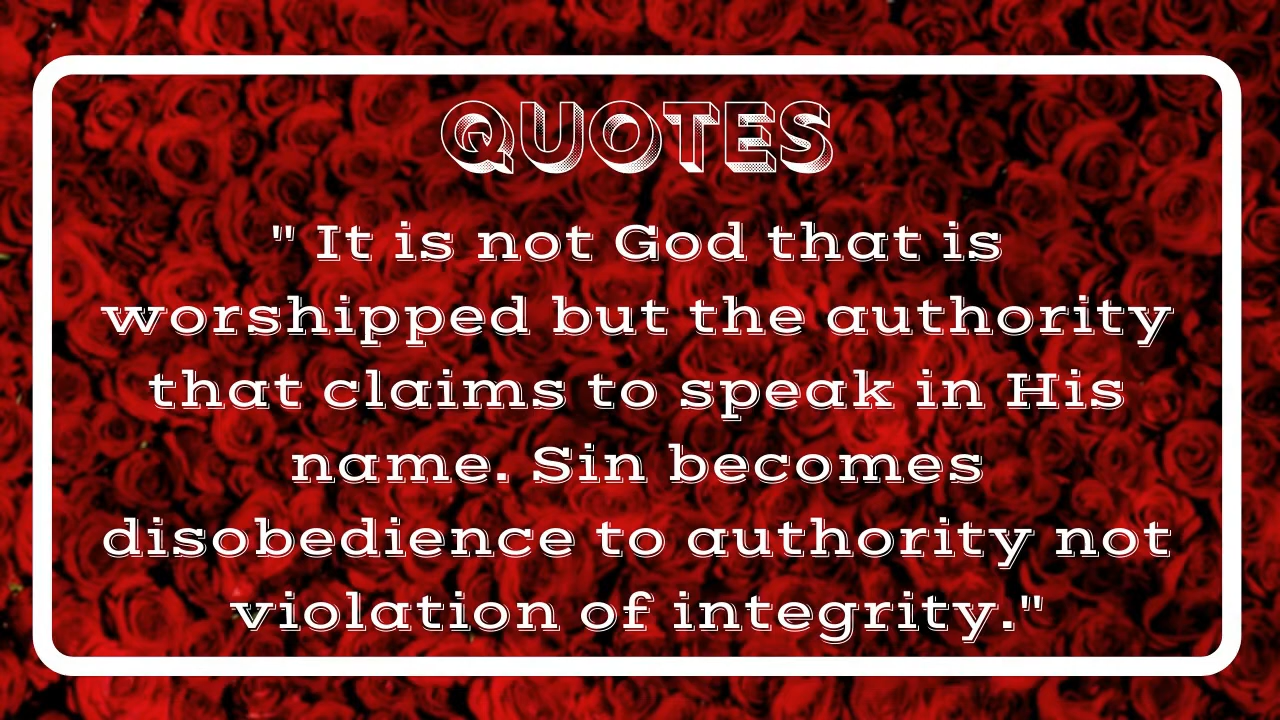 QUOTES
" It is not God that is
worshipped but the authority
that claims to speak in His
name. Sin becomes
disobedience to authority not
violation of integrity."